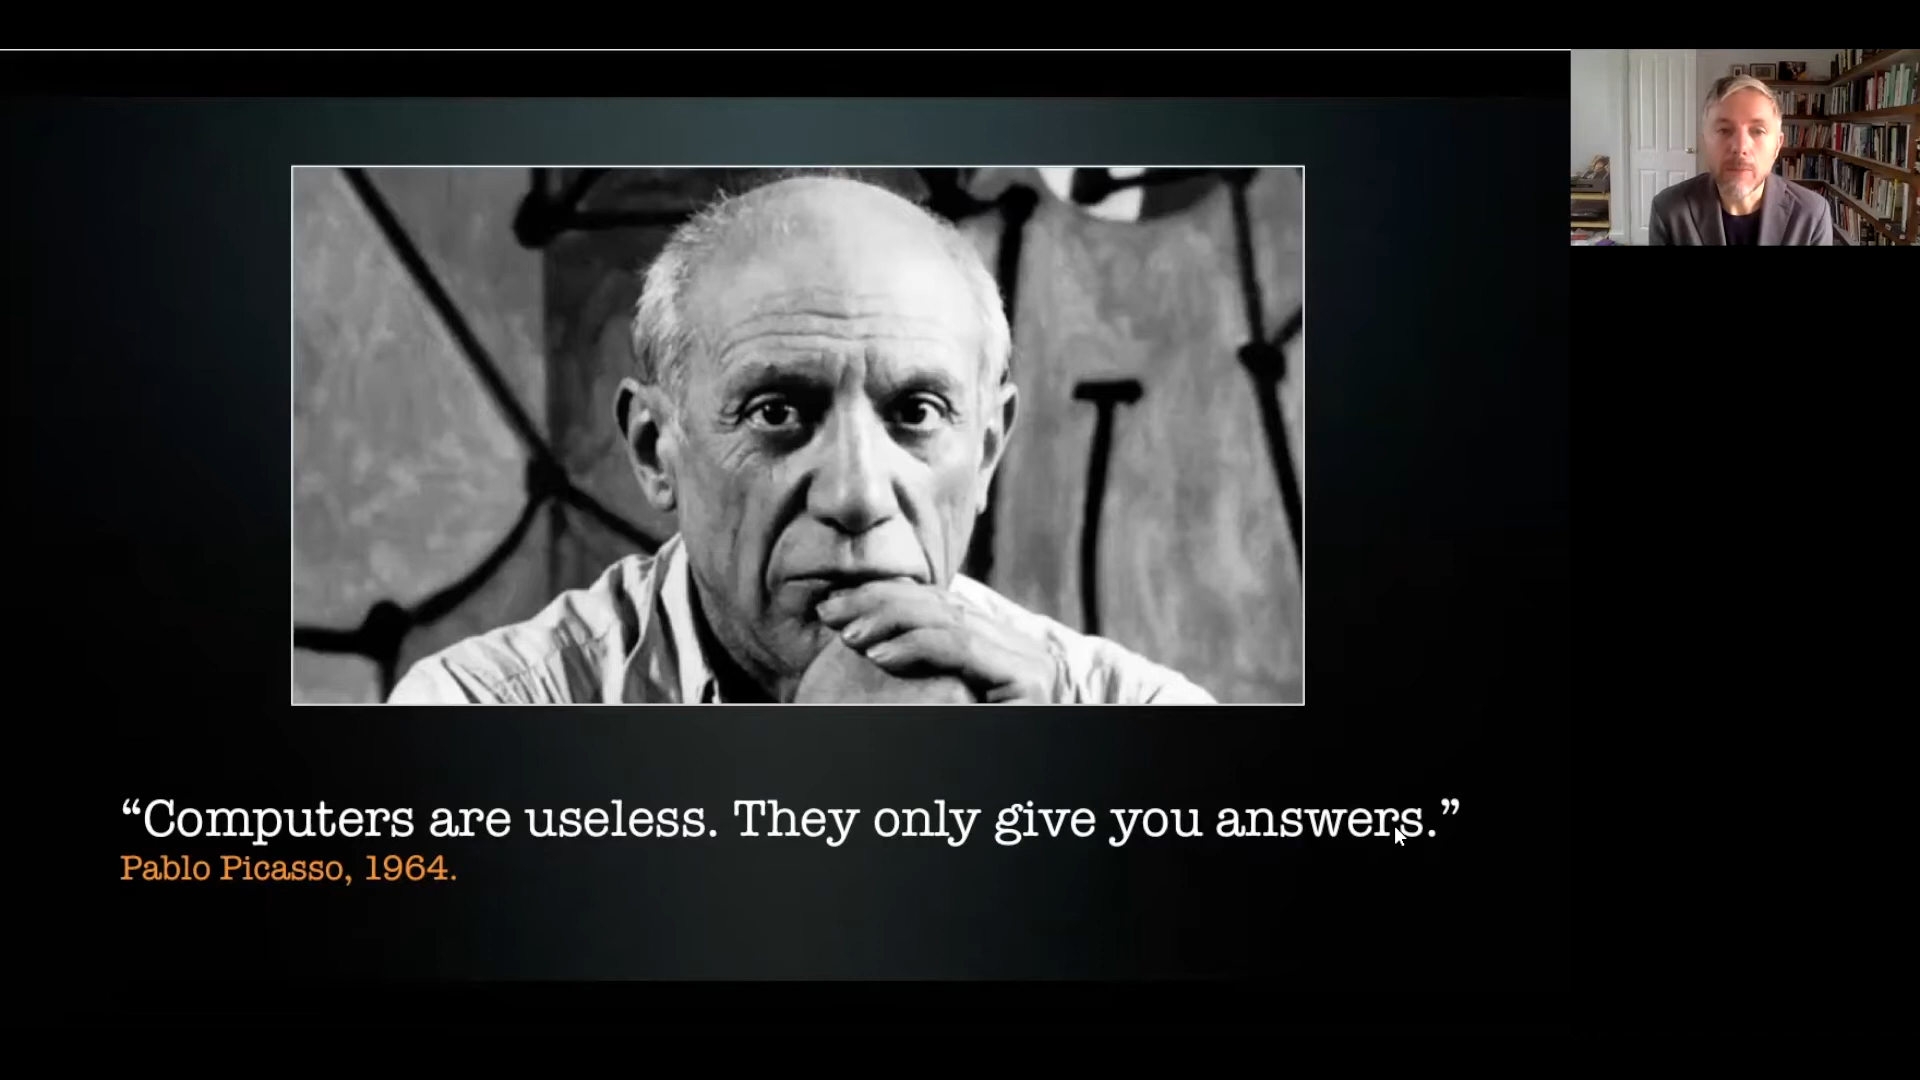 “Computers are useless. They only give you answers.”
Pablo Picasso, 1964.